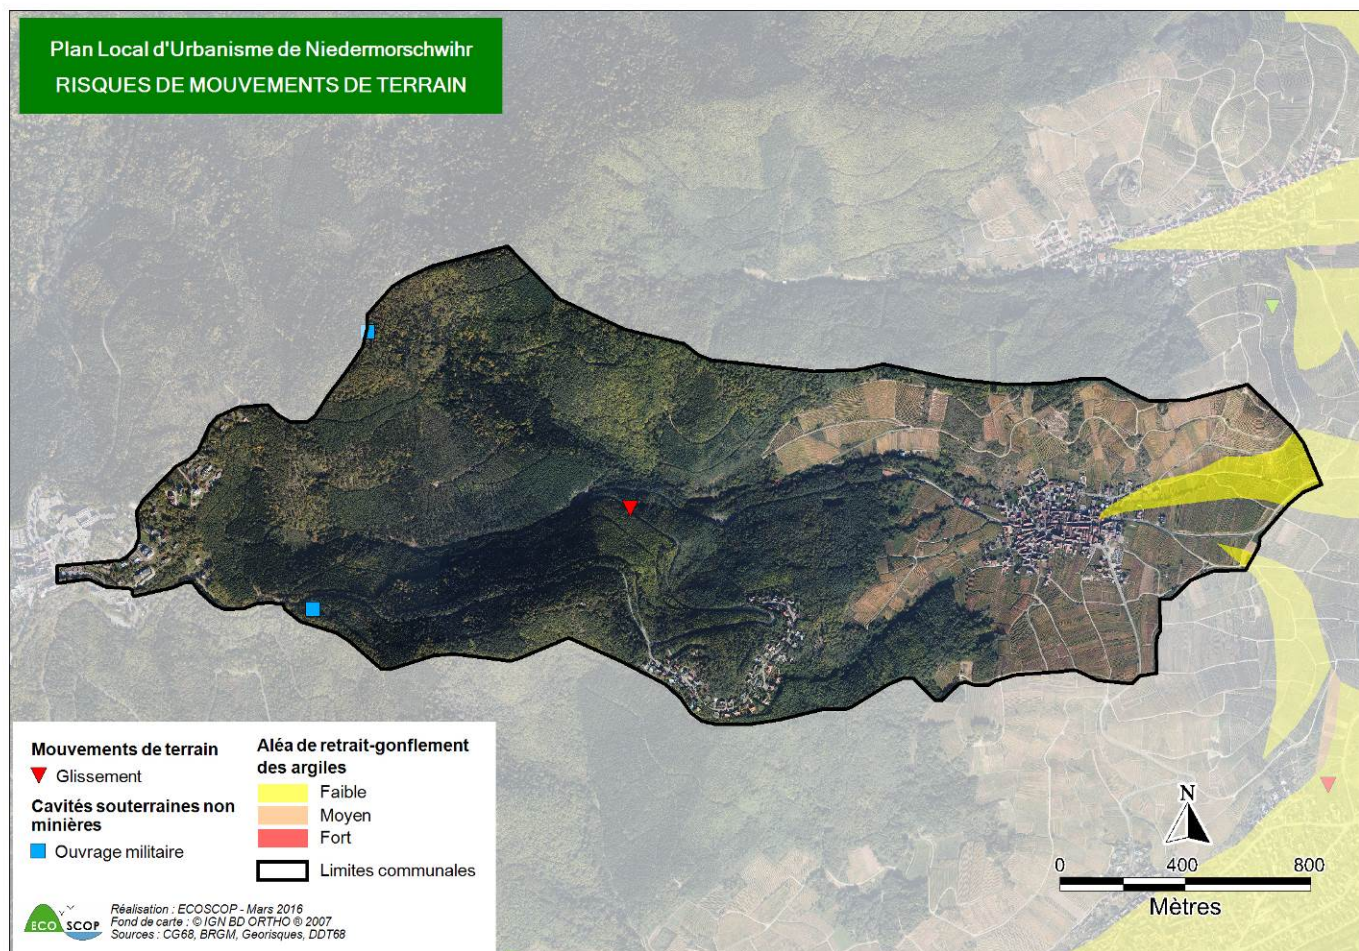 Plan Local d'Urbanisme de Niedermorschwihr
RISQUES DE MOUVEMENTS DE TERRAIN
Mouvements de terrain
Glissement
Cavités souterraines non
minières
Ouvrage militaire
Aléa de retrait-gonflement
des argiles
Faible
Moyen
Fort
Limites communales
N
0 400 800
Mètres
ECO SCOP
Réalisation : ECOSCOP - Mars 2016
Fond de carte : © IGN BD ORTHO ® 2007
Sources : CG68, BRGM, Georisques, DDT68